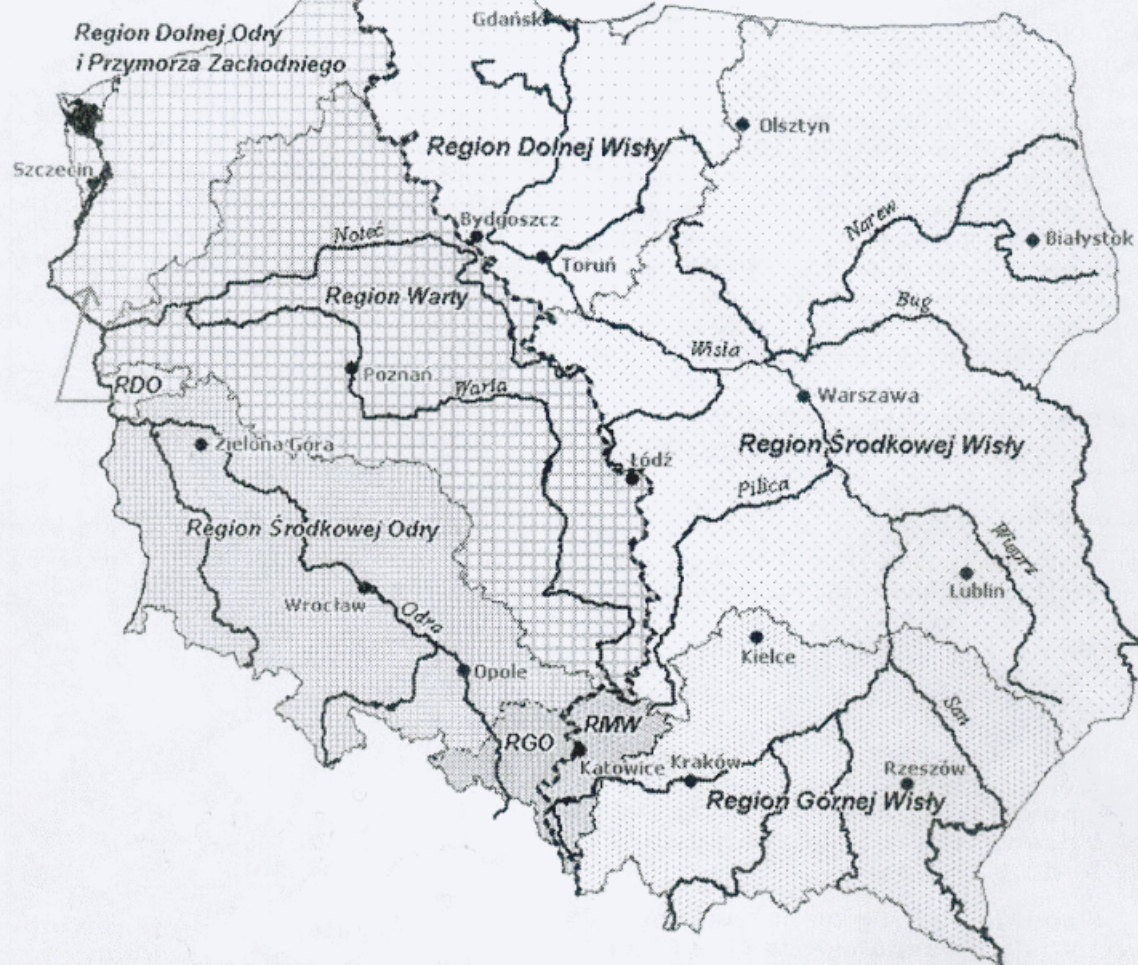 Gdańsk
Region Dolnej Odry
i Przymorza Zachodniego
Olsztyn
Region Dolnej Wisły
Szczecin
Bydgoszcz
Noteć
Narew
Białystok
Toruń
Region Warty
Bug
Wisła
RDO
Poznań
Warta
Warszawa
Zielona Góra
Region Środkowej Wisły
Łódź
Pilica
Region Środkowej Odry
Wieprz
Lublin
Wrocław
Odra
Kielce
Opole
San
RMW
RGO
Katowice
Kraków
Rzeszów
Region Górnej Wisły